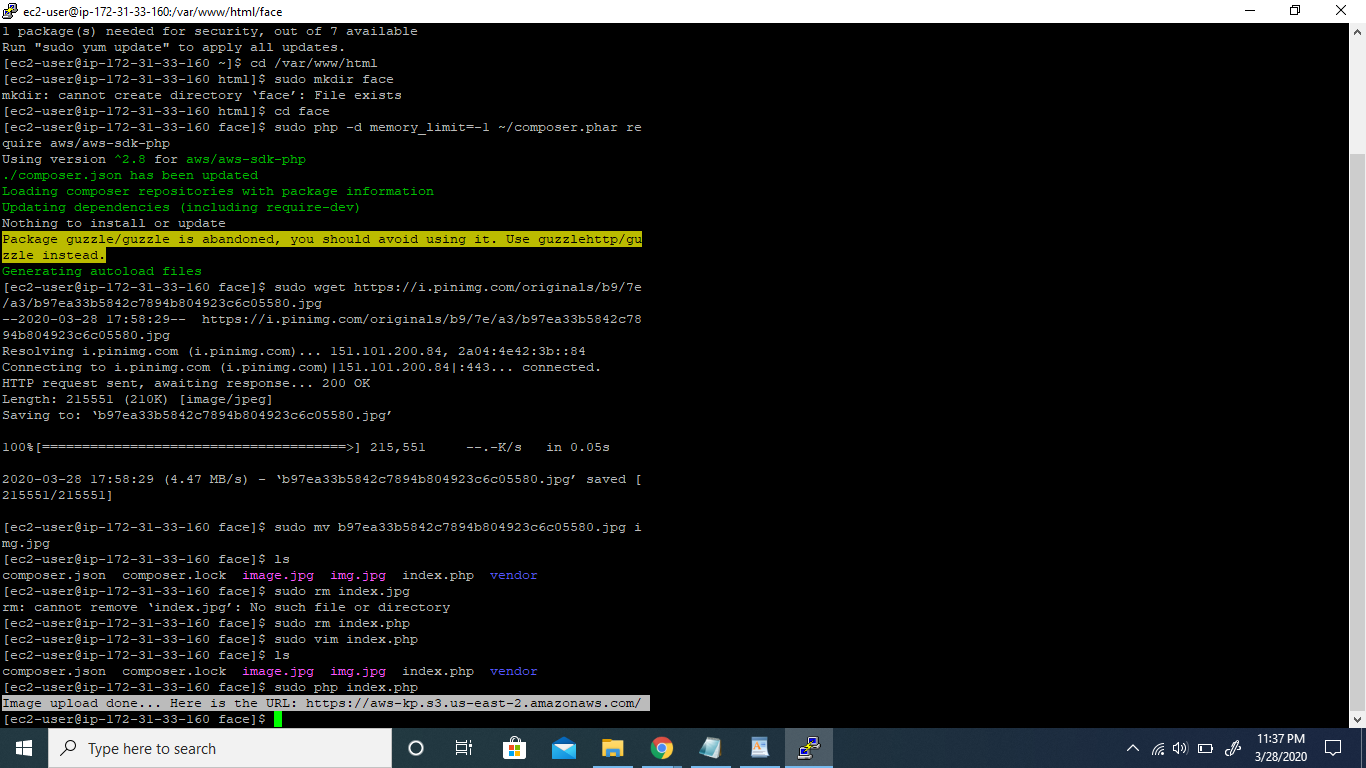 ec2-user@ip-172-31-33-160:/var/www/html/face
1 package(s) needed for security, out of 7 available
Run "sudo yum update" to apply all updates.
[ec2-user@ip-172-31-33-160 ~]$ cd /var/www/html
[ec2-user@ip-172-31-33-160 html]$ sudo mkdir face
mkdir: cannot create directory ‘face’: File exists
[ec2-user@ip-172-31-33-160 html]$ cd face
[ec2-user@ip-172-31-33-160 face]$ sudo php -d memory_limit=-1 ~/composer.phar re
quire aws/aws-sdk-php
Using version ^2.8 for aws/aws-sdk-php
./composer.json has been updated
Loading composer repositories with package information
Updating dependencies (including require-dev)
Nothing to install or update
Package guzzle/guzzle is abandoned, you should avoid using it. Use guzzlehttp/gu
zzle instead.
Generating autoload files
[ec2-user@ip-172-31-33-160 face]$ sudo wget https://i.pinimg.com/originals/b9/7e
/a3/b97ea33b5842c7894b804923c6c05580.jpg
--2020-03-28 17:58:29--  https://i.pinimg.com/originals/b9/7e/a3/b97ea33b5842c78
94b804923c6c05580.jpg
Resolving i.pinimg.com (i.pinimg.com)... 151.101.200.84, 2a04:4e42:3b::84
Connecting to i.pinimg.com (i.pinimg.com)|151.101.200.84|:443... connected.
HTTP request sent, awaiting response... 200 OK
Length: 215551 (210K) [image/jpeg]
Saving to: ‘b97ea33b5842c7894b804923c6c05580.jpg’
100%[======================================>] 215,551     --.-K/s   in 0.05s
2020-03-28 17:58:29 (4.47 MB/s) - ‘b97ea33b5842c7894b804923c6c05580.jpg’ saved [
215551/215551]
[ec2-user@ip-172-31-33-160 face]$ sudo mv b97ea33b5842c7894b804923c6c05580.jpg i
mg.jpg
[ec2-user@ip-172-31-33-160 face]$ ls
composer.json  composer.lock  image.jpg  img.jpg  index.php  vendor
[ec2-user@ip-172-31-33-160 face]$ sudo rm index.jpg
rm: cannot remove ‘index.jpg’: No such file or directory
[ec2-user@ip-172-31-33-160 face]$ sudo rm index.php
[ec2-user@ip-172-31-33-160 face]$ sudo vim index.php
[ec2-user@ip-172-31-33-160 face]$ ls
composer.json  composer.lock  image.jpg  img.jpg  index.php  vendor
[ec2-user@ip-172-31-33-160 face]$ sudo php index.php
Image upload done... Here is the URL: https://aws-kp.s3.us-east-2.amazonaws.com/
[ec2-user@ip-172-31-33-160 face]$
Type here to search
11:37 PM
3/28/2020